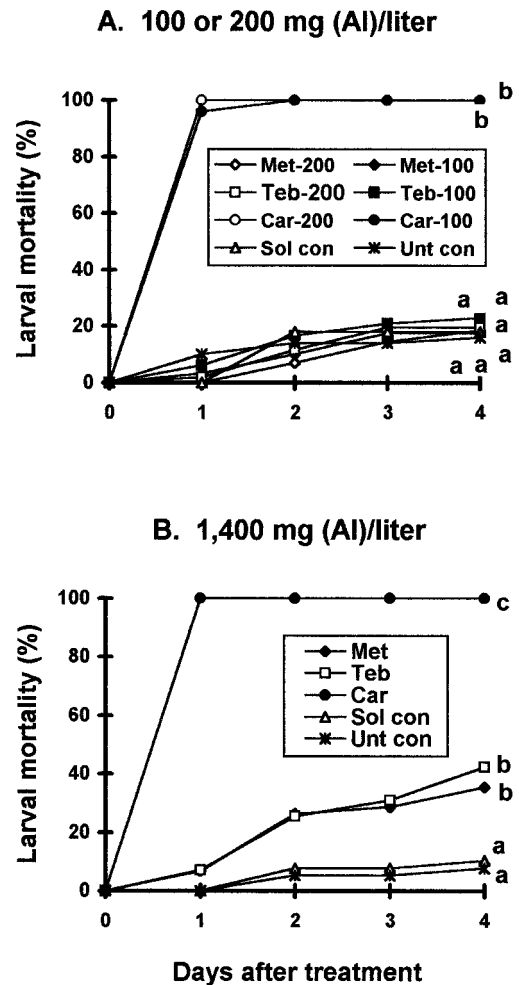 A. 100 or 200 mg (AI)/liter
Larval mortality (%)
100
80
60
40
20
0
b
b
Met-200 Met-100
Teb-200 Teb-100
Car-200 Car-100
Sol con Unt con
a a
a
a a a
0 1 2 3 4
B. 1,400 mg (AI)/liter
Larval mortality (%)
100
80
60
40
20
0
c
Met
Teb
Car
Sol con
Unt con
b
b
a
a
0 1 2 3 4
Days after treatment